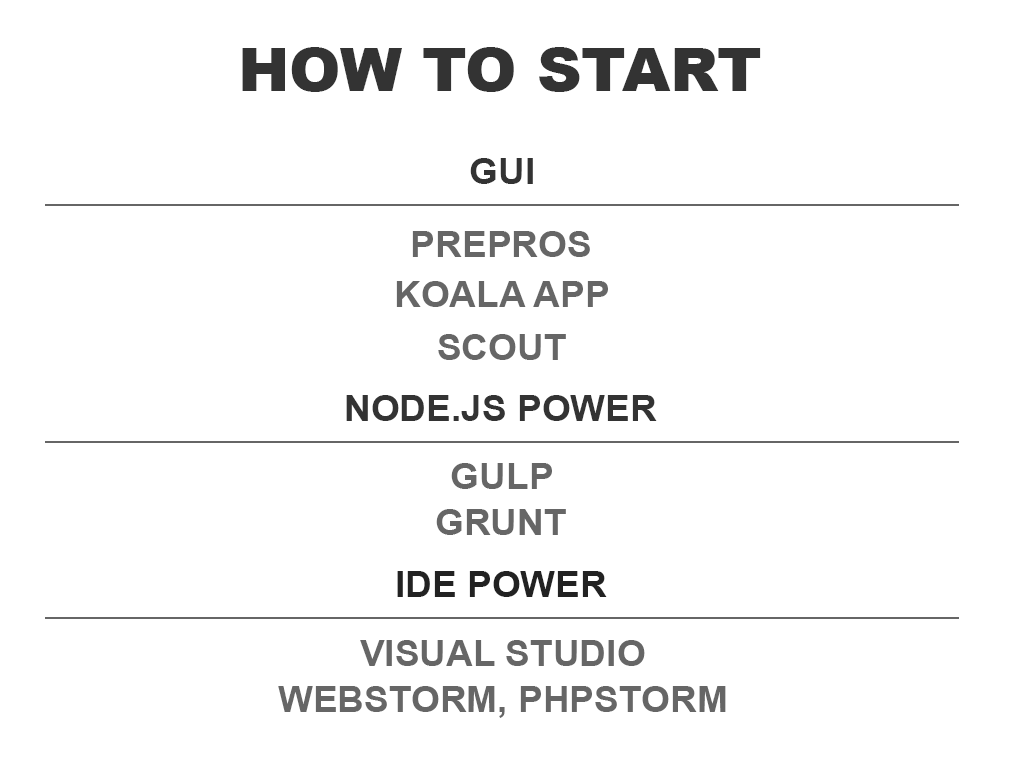 HOW TO START
GUI
PREPROS
KOALA APP
SCOUT
NODE.JS POWER
GULP
GRUNT
IDE POWER
VISUAL STUDIO
WEBSTORM, PHPSTORM